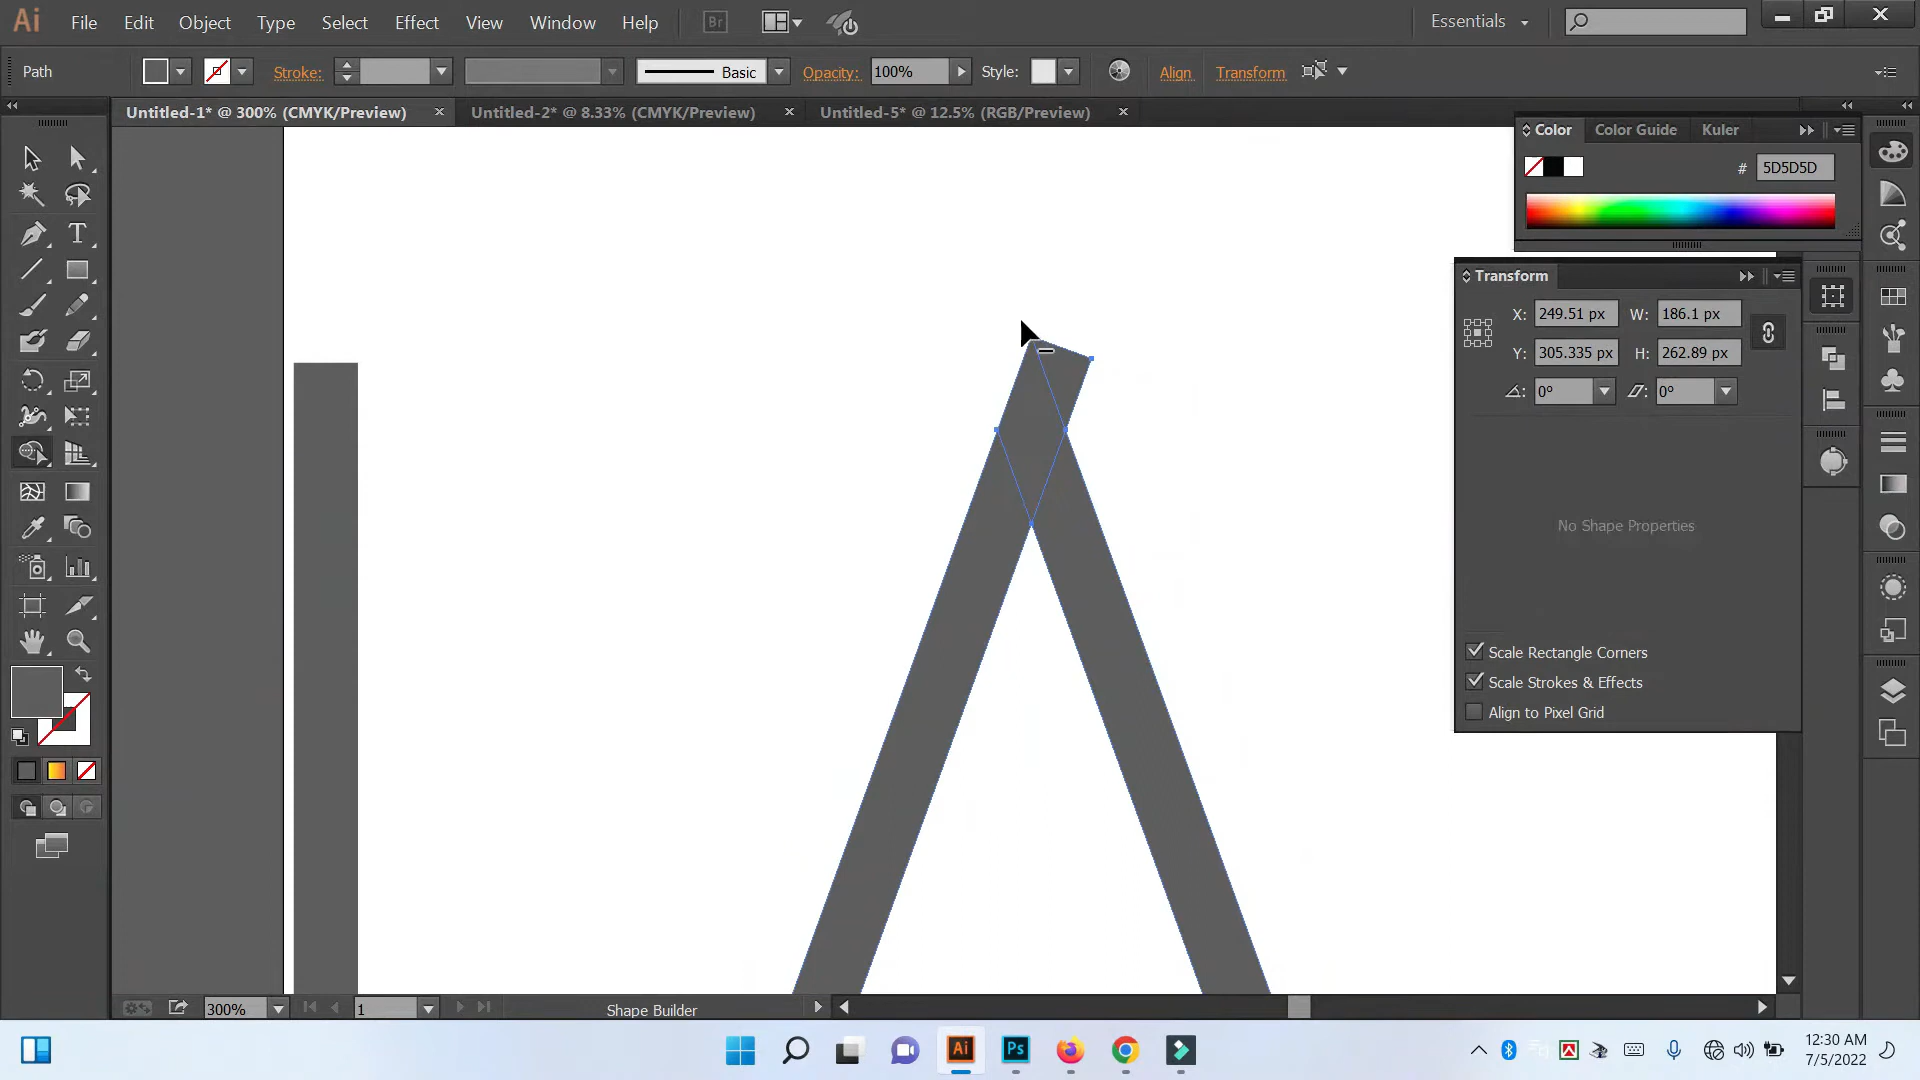 Ai File Edit Object Type Select Effect View Window Help Br Essentials
Path Stroke: Basic Opacity: 100% Style: Align Transform
Untitled-1* @ 300% (CMYK/Preview) Untitled-2* @ 8.33% (CMYK/Preview) Untitled-5* @ 12.5% (RGB/Preview)
Color Color Guide Kuler
# 5D5D5D
Transform
X: 249.51 px W: 186.1 px
Y: 305.335 px H: 262.89 px
0° 0°
No Shape Properties
Scale Rectangle Corners
Scale Strokes & Effects
Align to Pixel Grid
300% 1 Shape Builder
Ai Ps 12:30 AM
7/5/2022